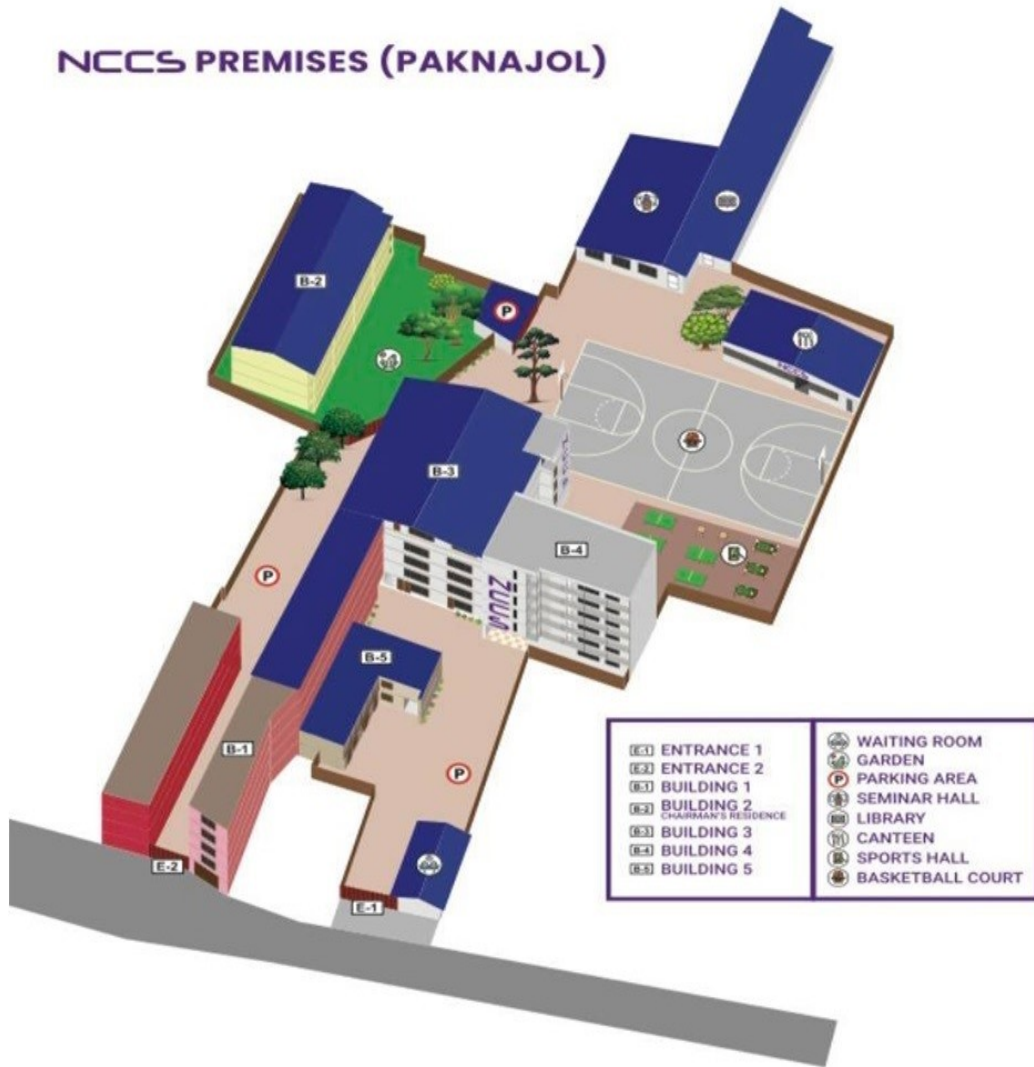 NCCS PREMISES (PAKNAJOL)
B-2
P
NCCS
B-3
B-4
NCCS
P
B-5
B-1
P
E-2
E-1
E-1 ENTRANCE 1
E-2 ENTRANCE 2
B-1 BUILDING 1
B-2 BUILDING 2
CHAIRMAN'S RESIDENCE
B-3 BUILDING 3
B-4 BUILDING 4
B-5 BUILDING 5
WAITING ROOM
GARDEN
P PARKING AREA
SEMINAR HALL
LIBRARY
CANTEEN
SPORTS HALL
BASKETBALL COURT